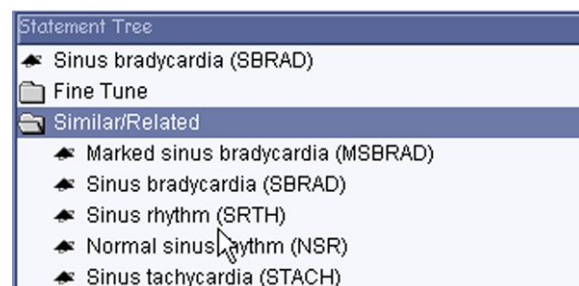 Statement Tree
Sinus bradycardia (SBRAD)
Fine Tune
Similar/Related
Marked sinus bradycardia (MSBRAD)
Sinus bradycardia (SBRAD)
Sinus rhythm (SRTH)
Normal sinus rhythm (NSR)
Sinus tachycardia (STACH)